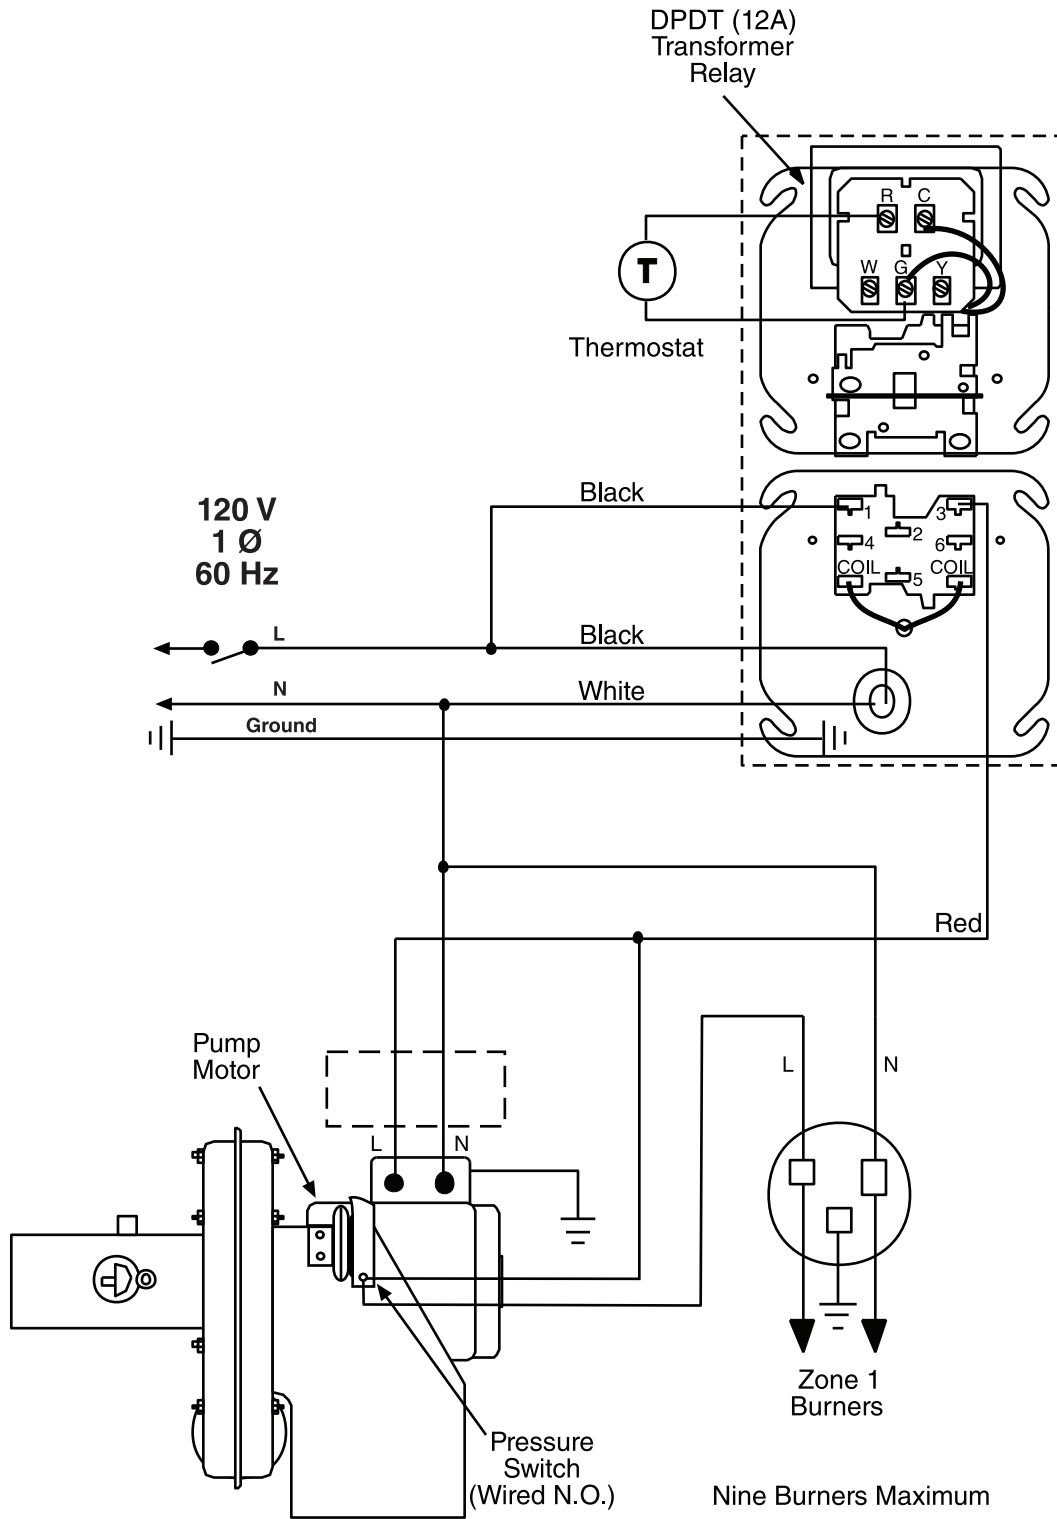 DPDT (12A)
Transformer
Relay
R C
W G Y
T
Thermostat
Black
120 V
1 Ø
60 Hz
1 3
2
4 6
COIL COIL
5
L
Black
N
White
Ground
Red
Pump
Motor
L N
L N
Zone 1
Burners
Pressure
Switch
(Wired N.O.)
Nine Burners Maximum